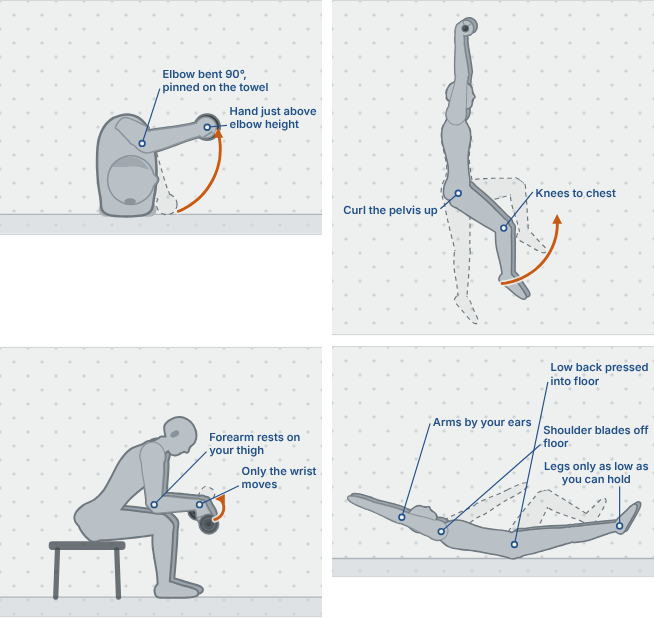 Elbow bent 90°,
pinned on the towel
Hand just above
elbow height
Curl the pelvis up
Knees to chest
Forearm rests on
your thigh
Only the wrist
moves
Low back pressed
into floor
Arms by your ears
Shoulder blades off
floor
Legs only as low as
you can hold